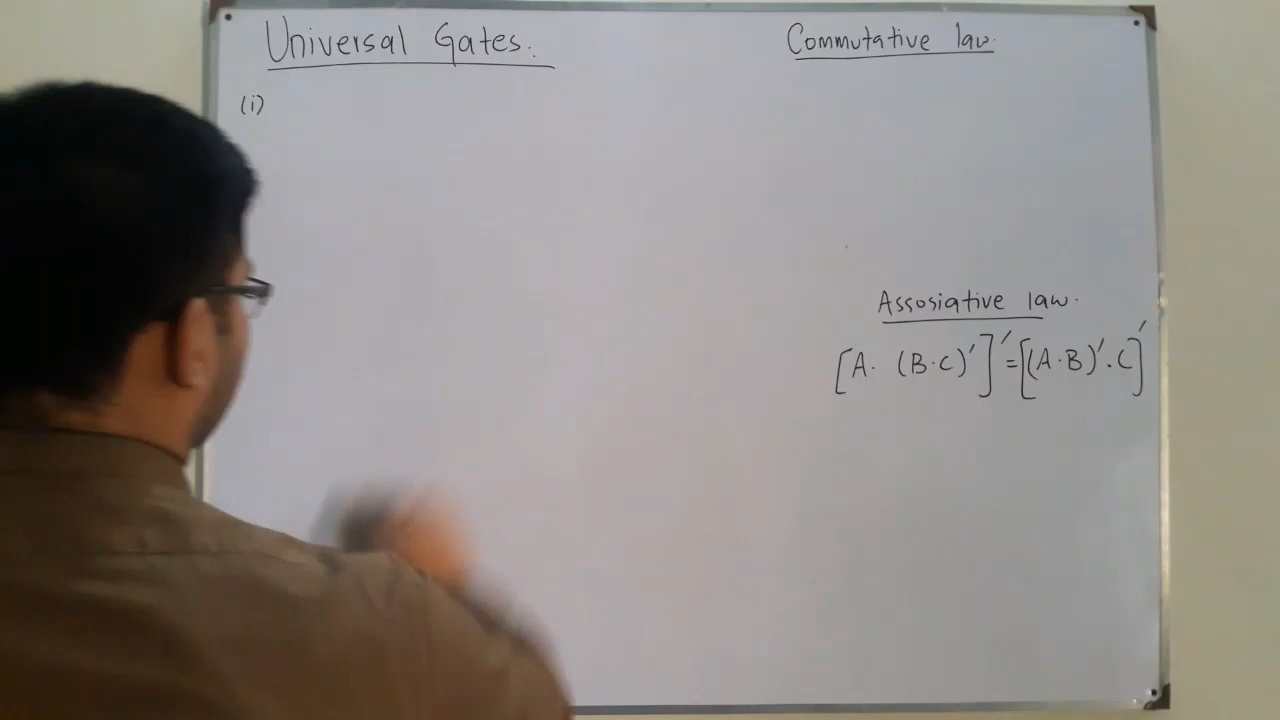 Universal Gates.
Commutative law.
(i)
Assosiative law.
[A. (B.C)′]′=[(A.B)′.C]′